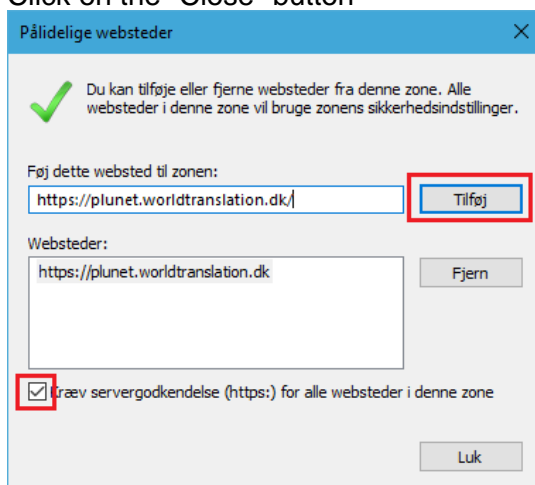 Click on the "Close" button
Pålidelige websteder
Du kan tilføje eller fjerne websteder fra denne zone. Alle
websteder i denne zone vil bruge zonens sikkerhedsindstillinger.
Føj dette websted til zonen:
https://plunet.worldtranslation.dk/
Tilføj
Websteder:
https://plunet.worldtranslation.dk
Fjern
Kræv servergodkendelse (https:) for alle websteder i denne zone
Luk